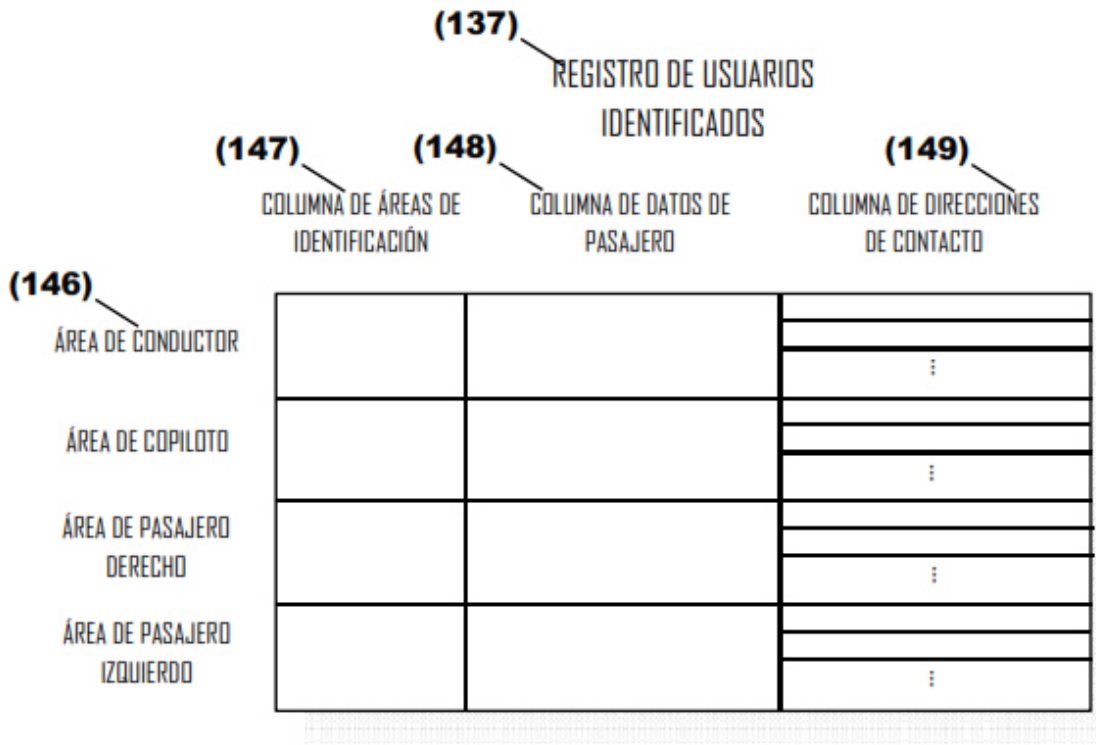 (137)
REGISTRO DE USUARIOS
IDENTIFICADOS
(147)
(148)
(149)
COLUMNA DE ÁREAS DE
IDENTIFICACIÓN
COLUMNA DE DATOS DE
PASAJERO
COLUMNA DE DIRECCIONES
DE CONTACTO
(146)
ÁREA DE CONDUCTOR
⋮
ÁREA DE COPILOTO
⋮
ÁREA DE PASAJERO
DERECHO
⋮
ÁREA DE PASAJERO
IZQUIERDO
⋮